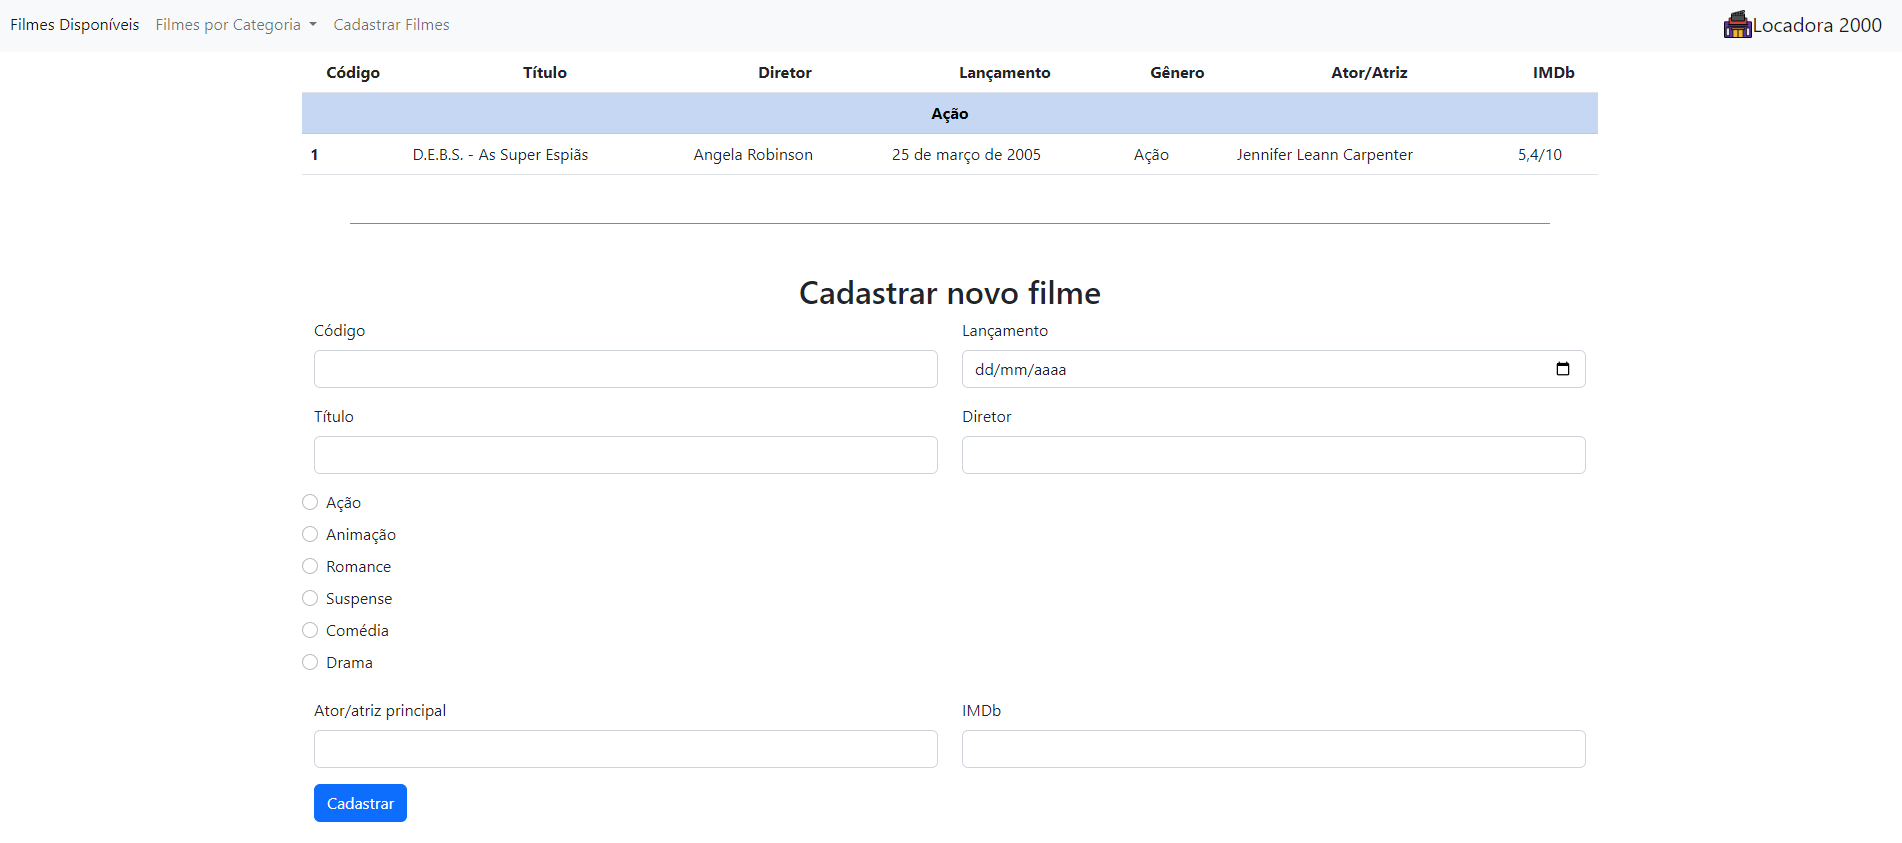 Filmes Disponíveis Filmes por Categoria Cadastrar Filmes Locadora 2000
Código Título Diretor Lançamento Gênero Ator/Atriz IMDb
Ação
1 D.E.B.S. - As Super Espiãs Angela Robinson 25 de março de 2005 Ação Jennifer Leann Carpenter 5,4/10
Cadastrar novo filme
Código Lançamento
dd/mm/aaaa
Título Diretor
Ação
Animação
Romance
Suspense
Comédia
Drama
Ator/atriz principal IMDb
Cadastrar